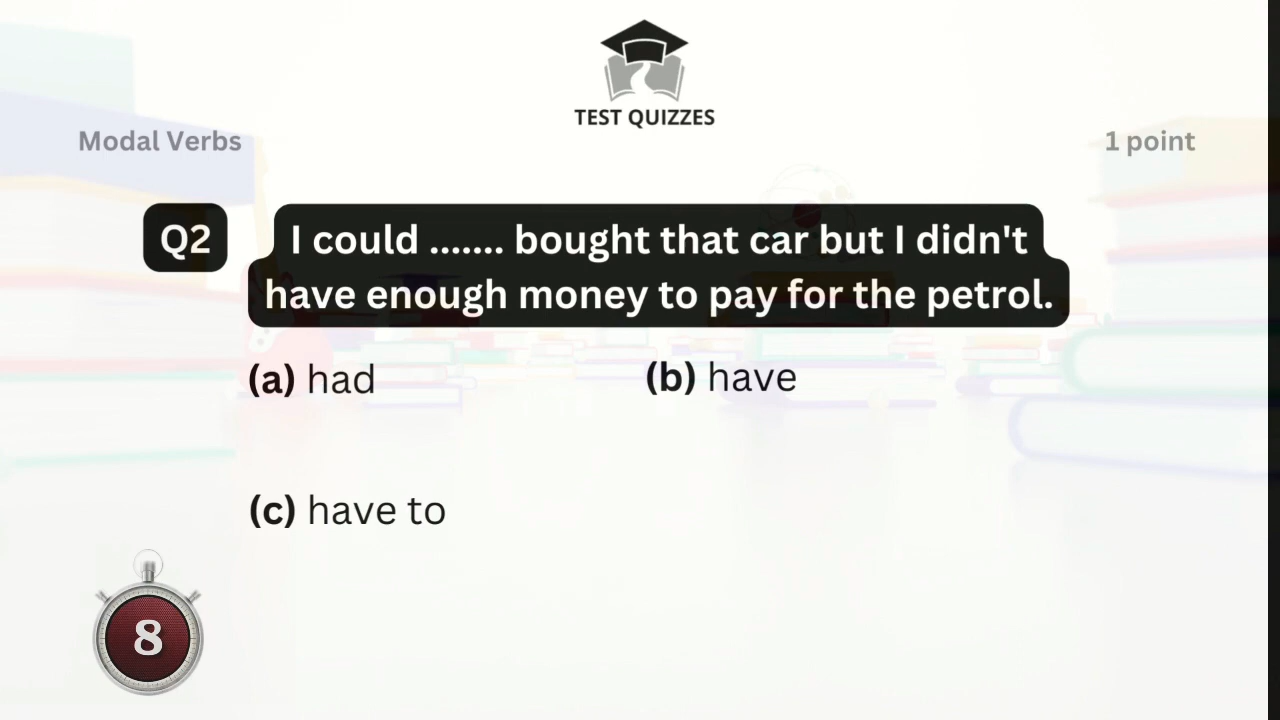 TEST QUIZZES
Modal Verbs
1 point
Q2
I could ....... bought that car but I didn't
have enough money to pay for the petrol.
(a) had
(b) have
(c) have to
8